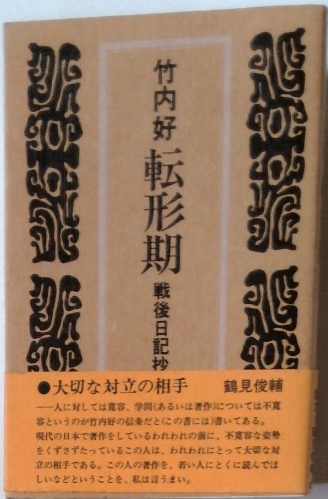 竹内好
転形期
戦後日記抄
●大切な対立の相手 鶴見俊輔
――人に対しては寛容、学問(あるいは著作)については不寛
容というのが竹内好の信条だと(この書には)書いてある。
現代の日本で著作をしているわれわれの前に、不寛容な姿勢
をくずさずたっているこの人は、われわれにとって大切な対
立の相手である。この人の著作を、若い人にとくに読んでほ
しいなどということを、私は言うまい。